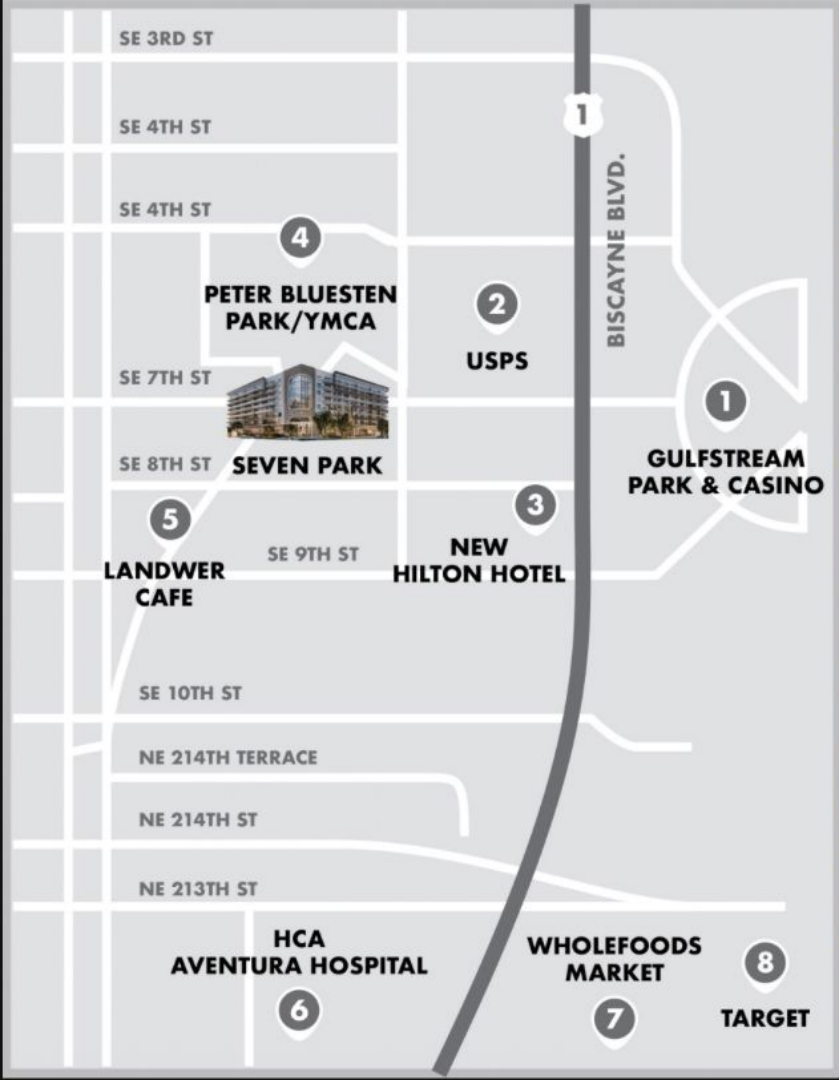 SE 3RD ST
1
SE 4TH ST
BISCAYNE BLVD.
SE 4TH ST
4
PETER BLUESTEN
PARK/YMCA
2
USPS
SE 7TH ST
1
GULFSTREAM
PARK & CASINO
SE 8TH ST
SEVEN PARK
5
LANDWER
CAFE
SE 9TH ST
3
NEW
HILTON HOTEL
SE 10TH ST
NE 214TH TERRACE
NE 214TH ST
NE 213TH ST
HCA
AVENTURA HOSPITAL
6
WHOLEFOODS
MARKET
7
8
TARGET